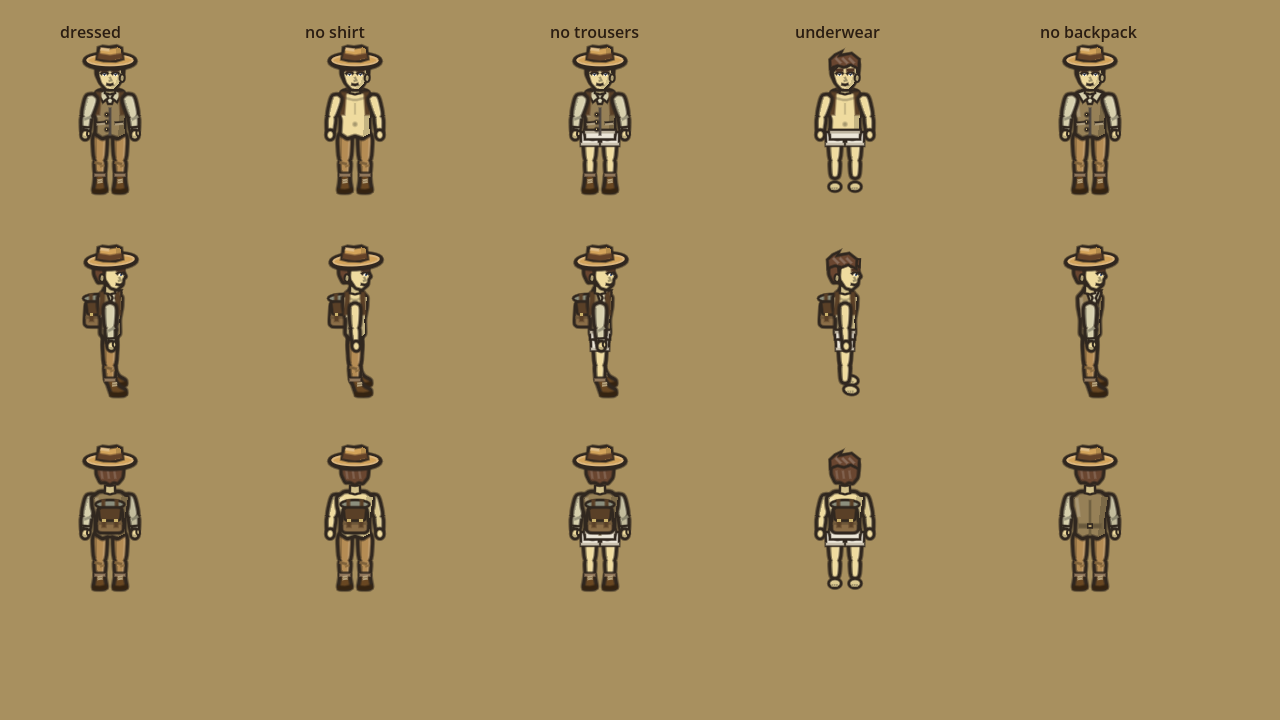 dressed
no shirt
no trousers
underwear
no backpack